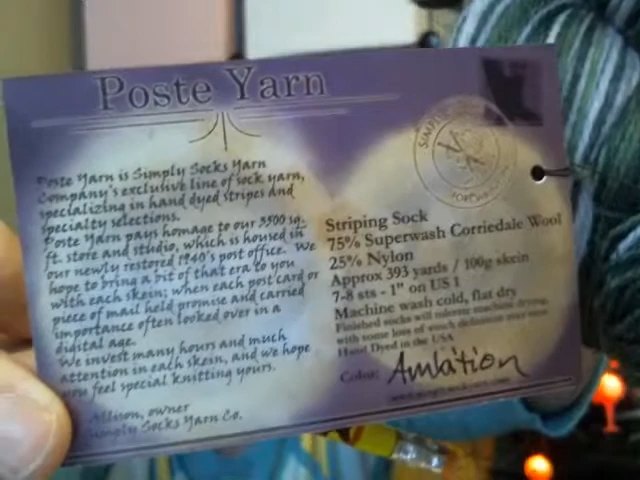 Poste Yarn
Poste Yarn is Simply Socks Yarn
Company's exclusive line of sock yarn,
specializing in hand dyed stripes and
specialty selections.
Poste Yarn pays homage to our 3500 sq.
ft. store and studio, which is housed in
our newly restored 1940's post office. We
hope to bring a bit of that era to you
with each skein; when each post card or
piece of mail held promise and carried
importance often looked over in a
digital age.
We invest many hours and much
attention in each skein, and we hope
you feel special knitting yours.
Allison, owner
Simply Socks Yarn Co.
Striping Sock
75% Superwash Corriedale Wool
25% Nylon
Approx 393 yards / 100g skein
7-8 sts - 1" on US 1
Machine wash cold, flat dry
Finished socks will tolerate machine drying
with some loss of stitch definition over time
Hand Dyed in the USA
Color: Ambition